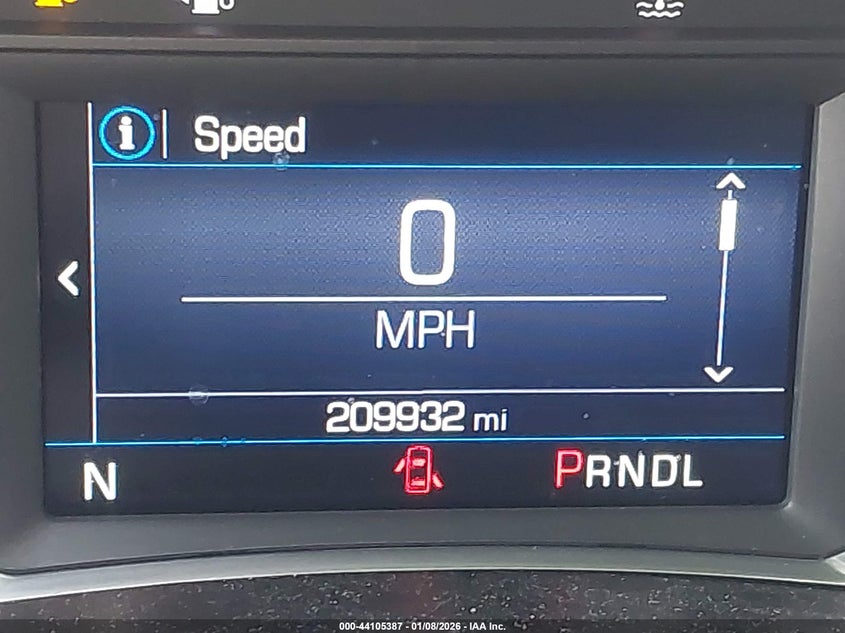 i Speed
0
MPH
209932 mi
N PRNDL
000-44105387 - 01/08/2026 - IAA Inc.